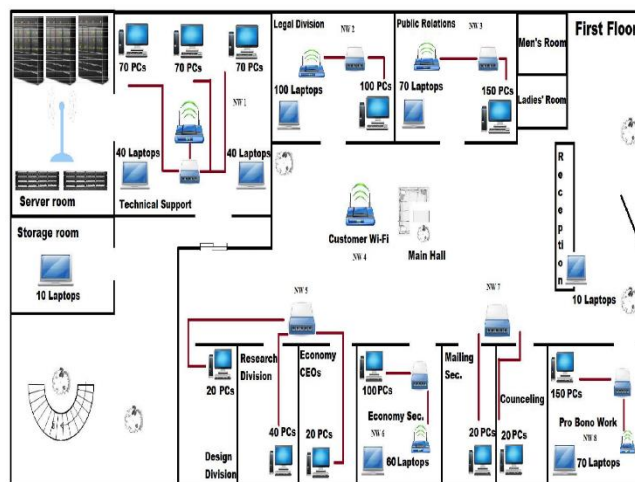 First Floor
Legal Division
NW 2
Public Relations
NW 3
Men's Room
Ladies' Room
70 PCs
70 PCs
70 PCs
NW 1
100 Laptops
100 PCs
70 Laptops
150 PCs
40 Laptops
40 Laptops
Technical Support
Server room
Storage room
10 Laptops
Customer Wi-Fi
NW 4
Main Hall
Reception
10 Laptops
NW 5
NW 7
Research
Division
20 PCs
Design
Division
Economy
CEOs
40 PCs
20 PCs
100PCs
Economy Sec.
NW 6
60 Laptops
Mailing
Sec.
20 PCs
Counceling
20 PCs
150 PCs
Pro Bono Work
NW 8
70 Laptops